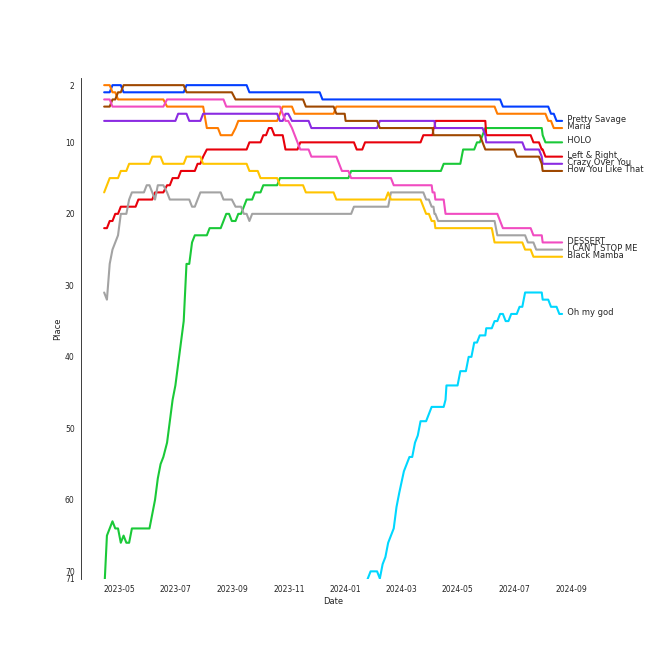 2
10
20
30
40
50
60
70
71
Place
2023-05
2023-07
2023-09
2023-11
2024-01
2024-03
2024-05
2024-07
2024-09
Date
Pretty Savage
Maria
HOLO
Left & Right
Crazy Over You
How You Like That
DESSERT
I CAN'T STOP ME
Black Mamba
Oh my god